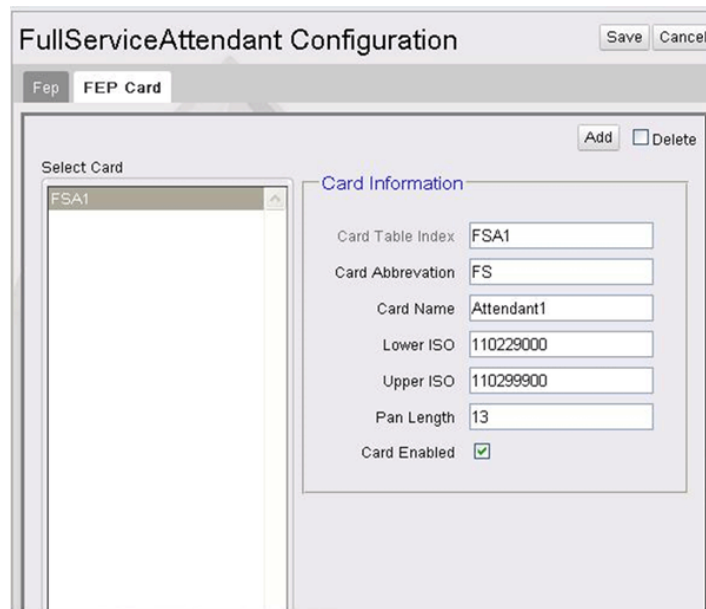 FullServiceAttendant Configuration
Save Cancel
Fep FEP Card
Add Delete
Select Card
FSA1
Card Information
Card Table Index FSA1
Card Abbrevation FS
Card Name Attendant1
Lower ISO 110229000
Upper ISO 110299900
Pan Length 13
Card Enabled